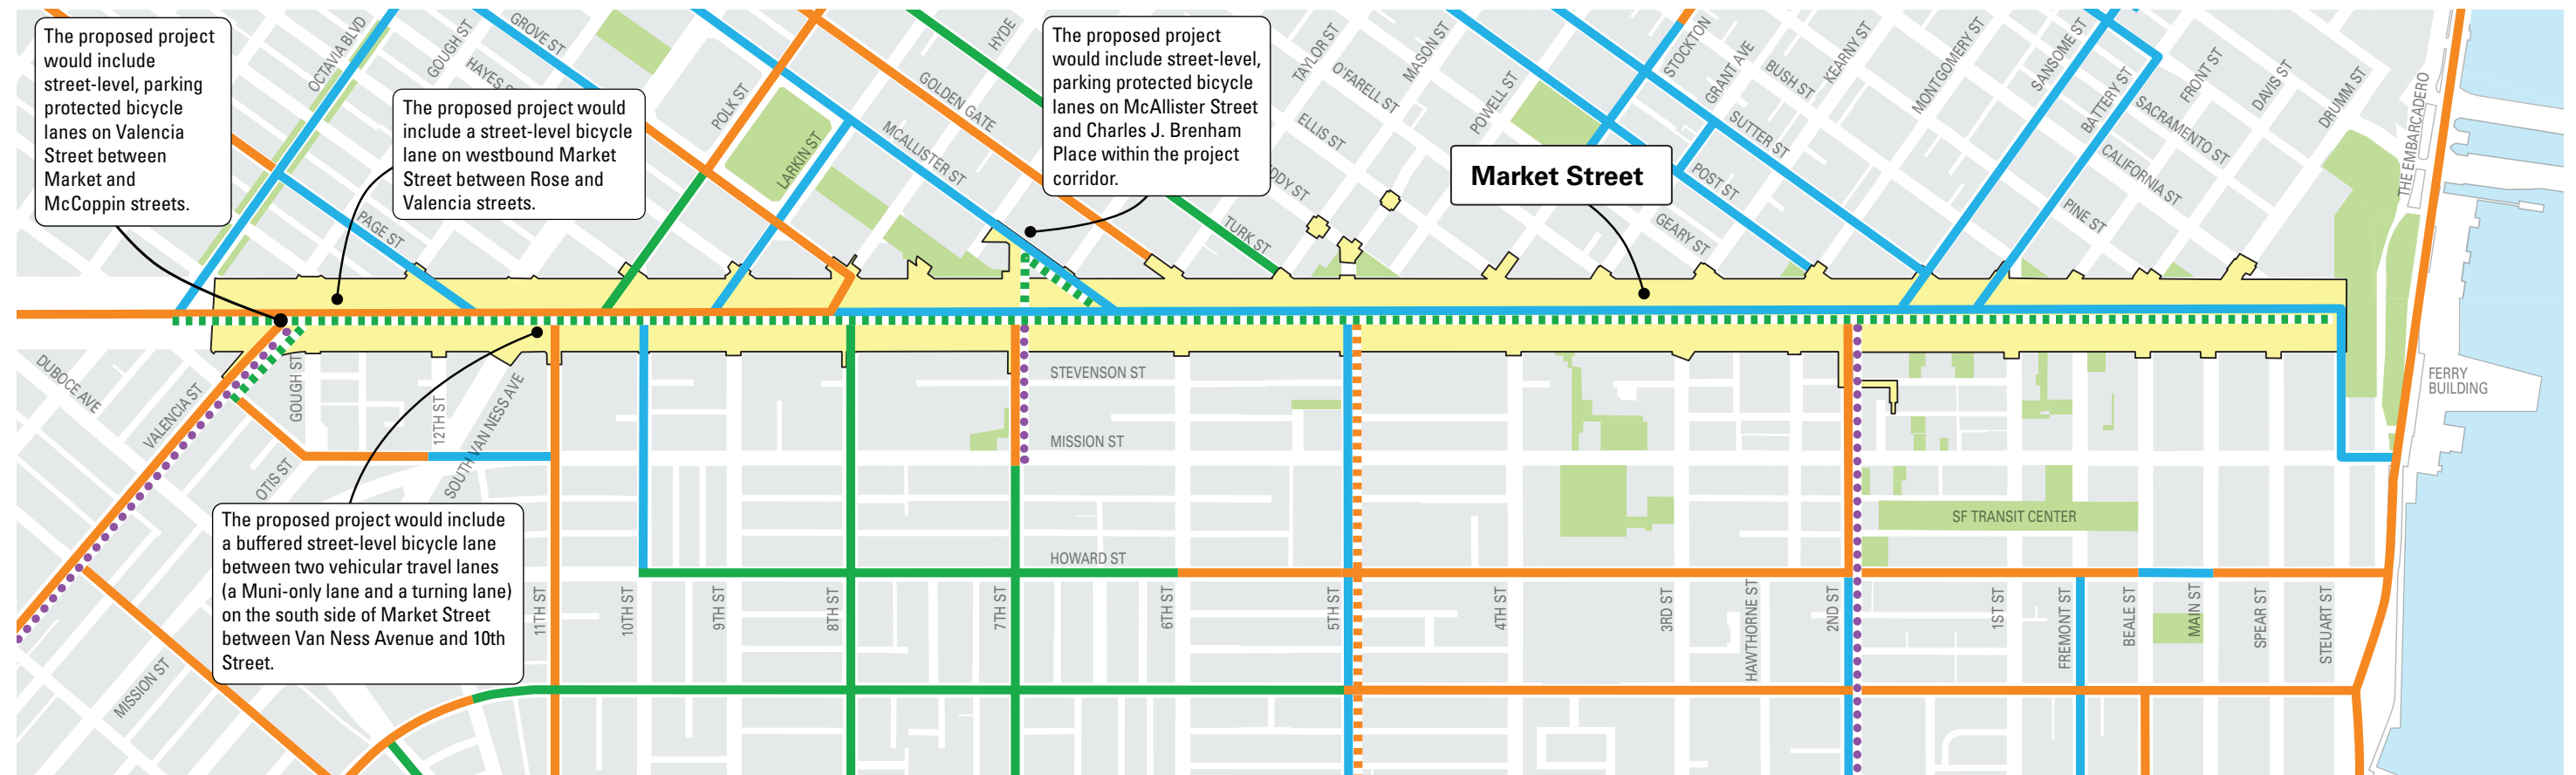 The proposed project
would include
street-level, parking
protected bicycle
lanes on Valencia
Street between
Market and
McCoppin streets.
The proposed project would
include a street-level bicycle
lane on westbound Market
Street between Rose and
Valencia streets.
The proposed project
would include street-level,
parking protected bicycle
lanes on McAllister Street
and Charles J. Brenham
Place within the project
corridor.
Market Street
The proposed project would include
a buffered street-level bicycle lane
between two vehicular travel lanes
(a Muni-only lane and a turning lane)
on the south side of Market Street
between Van Ness Avenue and 10th
Street.
OCTAVIA BLVD
GOUGH ST
GROVE ST
HAYES S
PAGE ST
POLK ST
LARKIN ST
HYDE
GOLDEN GATE
MCALLISTER ST
TURK ST
DDY ST
ELLIS ST
O'FARELL ST
TAYLOR ST
MASON ST
POWELL ST
STOCKTON
GRANT AVE
BUSH ST
KEARNY ST
SUTTER ST
POST ST
GEARY ST
MONTGOMERY ST
SANSOME ST
BATTERY ST
SACRAMENTO ST
CALIFORNIA ST
PINE ST
FRONT ST
DAVIS ST
DRUMM ST
THE EMBARCADERO
FERRY
BUILDING
DUBOCE AVE
VALENCIA ST
GOUGH ST
12TH ST
SOUTH VAN NESS AVE
OTIS ST
MISSION ST
STEVENSON ST
MISSION ST
HOWARD ST
SF TRANSIT CENTER
11TH ST
10TH ST
9TH ST
8TH ST
7TH ST
6TH ST
5TH ST
4TH ST
3RD ST
HAWTHORNE ST
2ND ST
1ST ST
FREMONT ST
BEALE ST
MAIN ST
SPEAR ST
STEUART ST